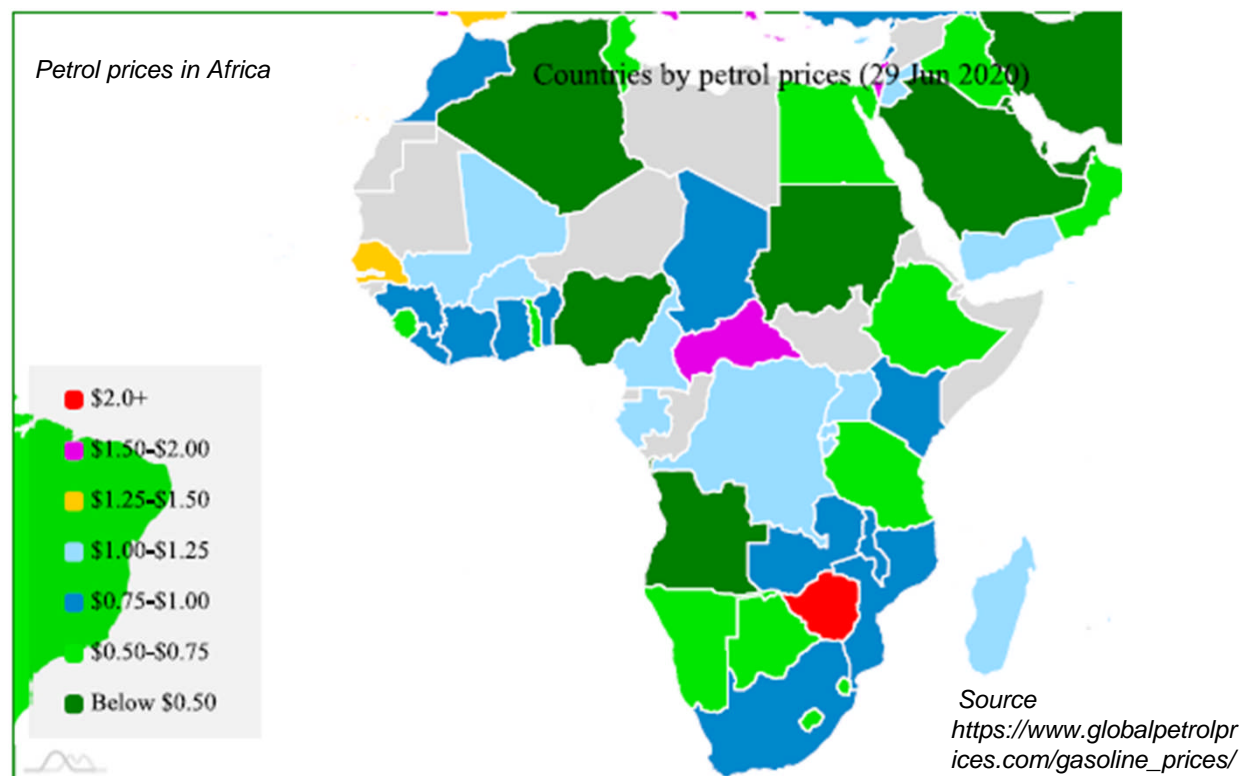 Petrol prices in Africa
Countries by petrol prices (29 Jun 2020)
$2.0+
$1.50-$2.00
$1.25-$1.50
$1.00-$1.25
$0.75-$1.00
$0.50-$0.75
Below $0.50
Source
https://www.globalpetrolpr
ices.com/gasoline_prices/